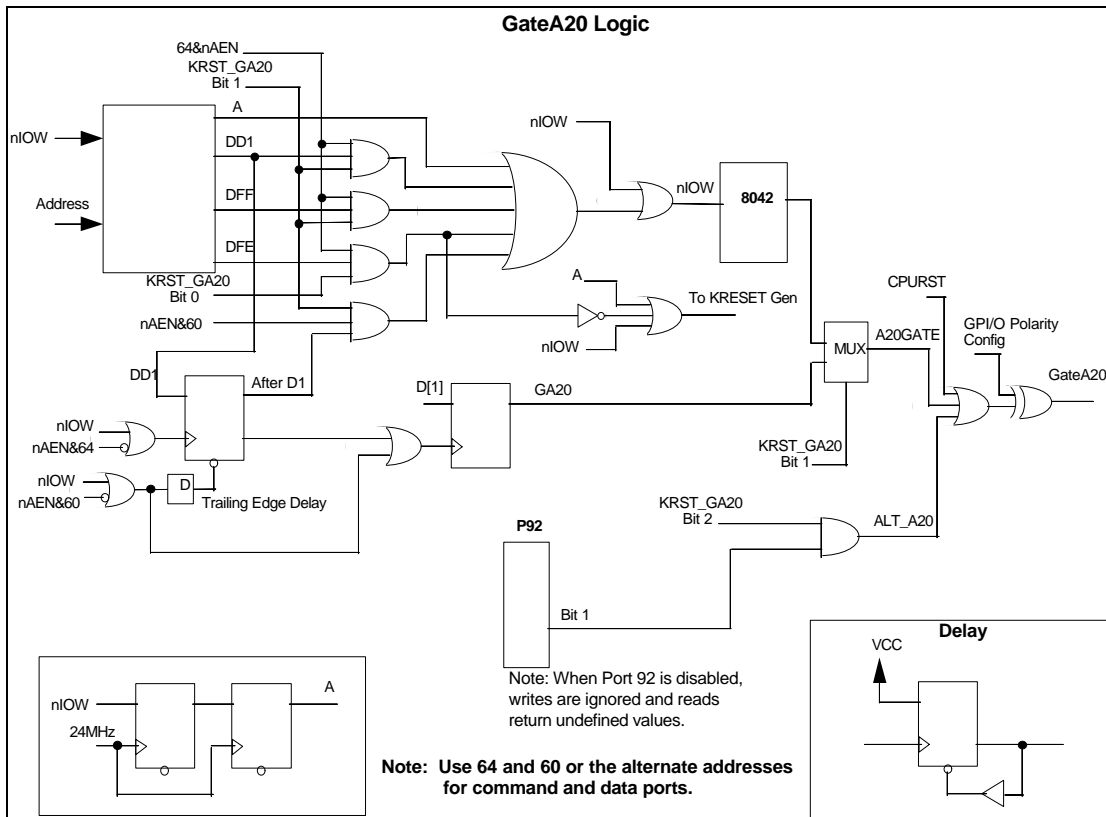 GateA20 Logic
64&nAEN
KRST_GA20
Bit 1
A
nIOW
DD1
Address
DFF
DFE
KRST_GA20
Bit 0
nAEN&60
nIOW
nIOW
8042
A
To KRESET Gen
nIOW
CPURST
GPI/O Polarity
Config
MUX
A20GATE
GateA20
DD1
After D1
D[1]
GA20
nIOW
nAEN&64
nIOW
nAEN&60
D
Trailing Edge Delay
KRST_GA20
Bit 1
KRST_GA20
Bit 2
ALT_A20
P92
Bit 1
Note: When Port 92 is disabled,
writes are ignored and reads
return undefined values.
nIOW
24MHz
A
Note: Use 64 and 60 or the alternate addresses
for command and data ports.
Delay
VCC